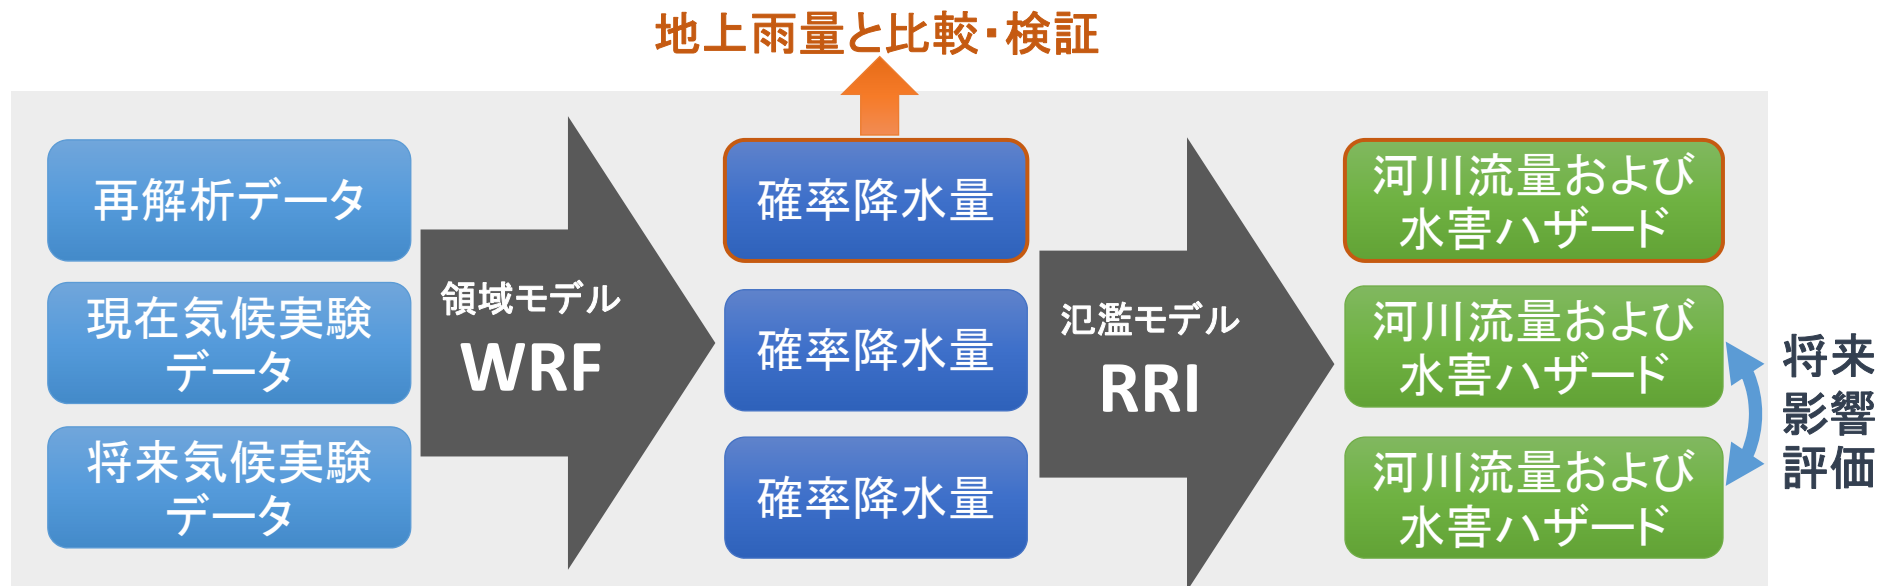 地上雨量と比較・検証
再解析データ
現在気候実験
データ
将来気候実験
データ
領域モデル
WRF
確率降水量
確率降水量
確率降水量
氾濫モデル
RRI
河川流量および
水害ハザード
河川流量および
水害ハザード
河川流量および
水害ハザード
将来
影響
評価